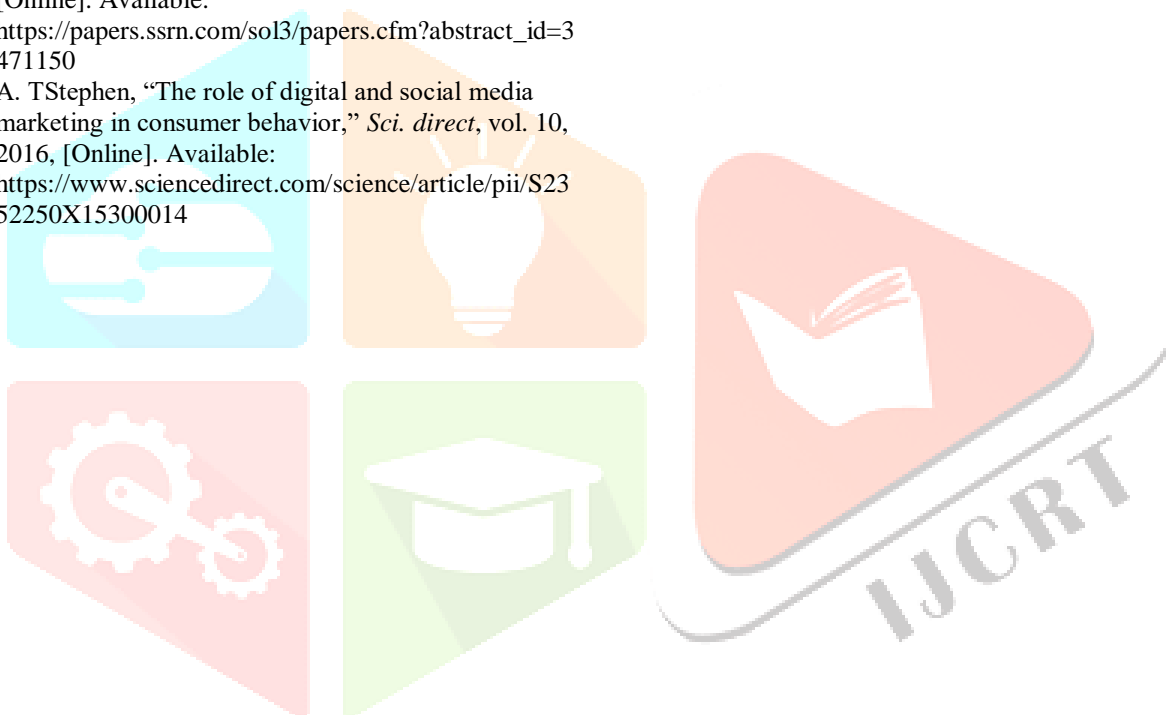 [Online]. Available:
https://papers.ssrn.com/sol3/papers.cfm?abstract_id=3
471150
A. TStephen, “The role of digital and social media
marketing in consumer behavior,” Sci. direct, vol. 10,
2016, [Online]. Available:
https://www.sciencedirect.com/science/article/pii/S23
52250X15300014
IJCRT